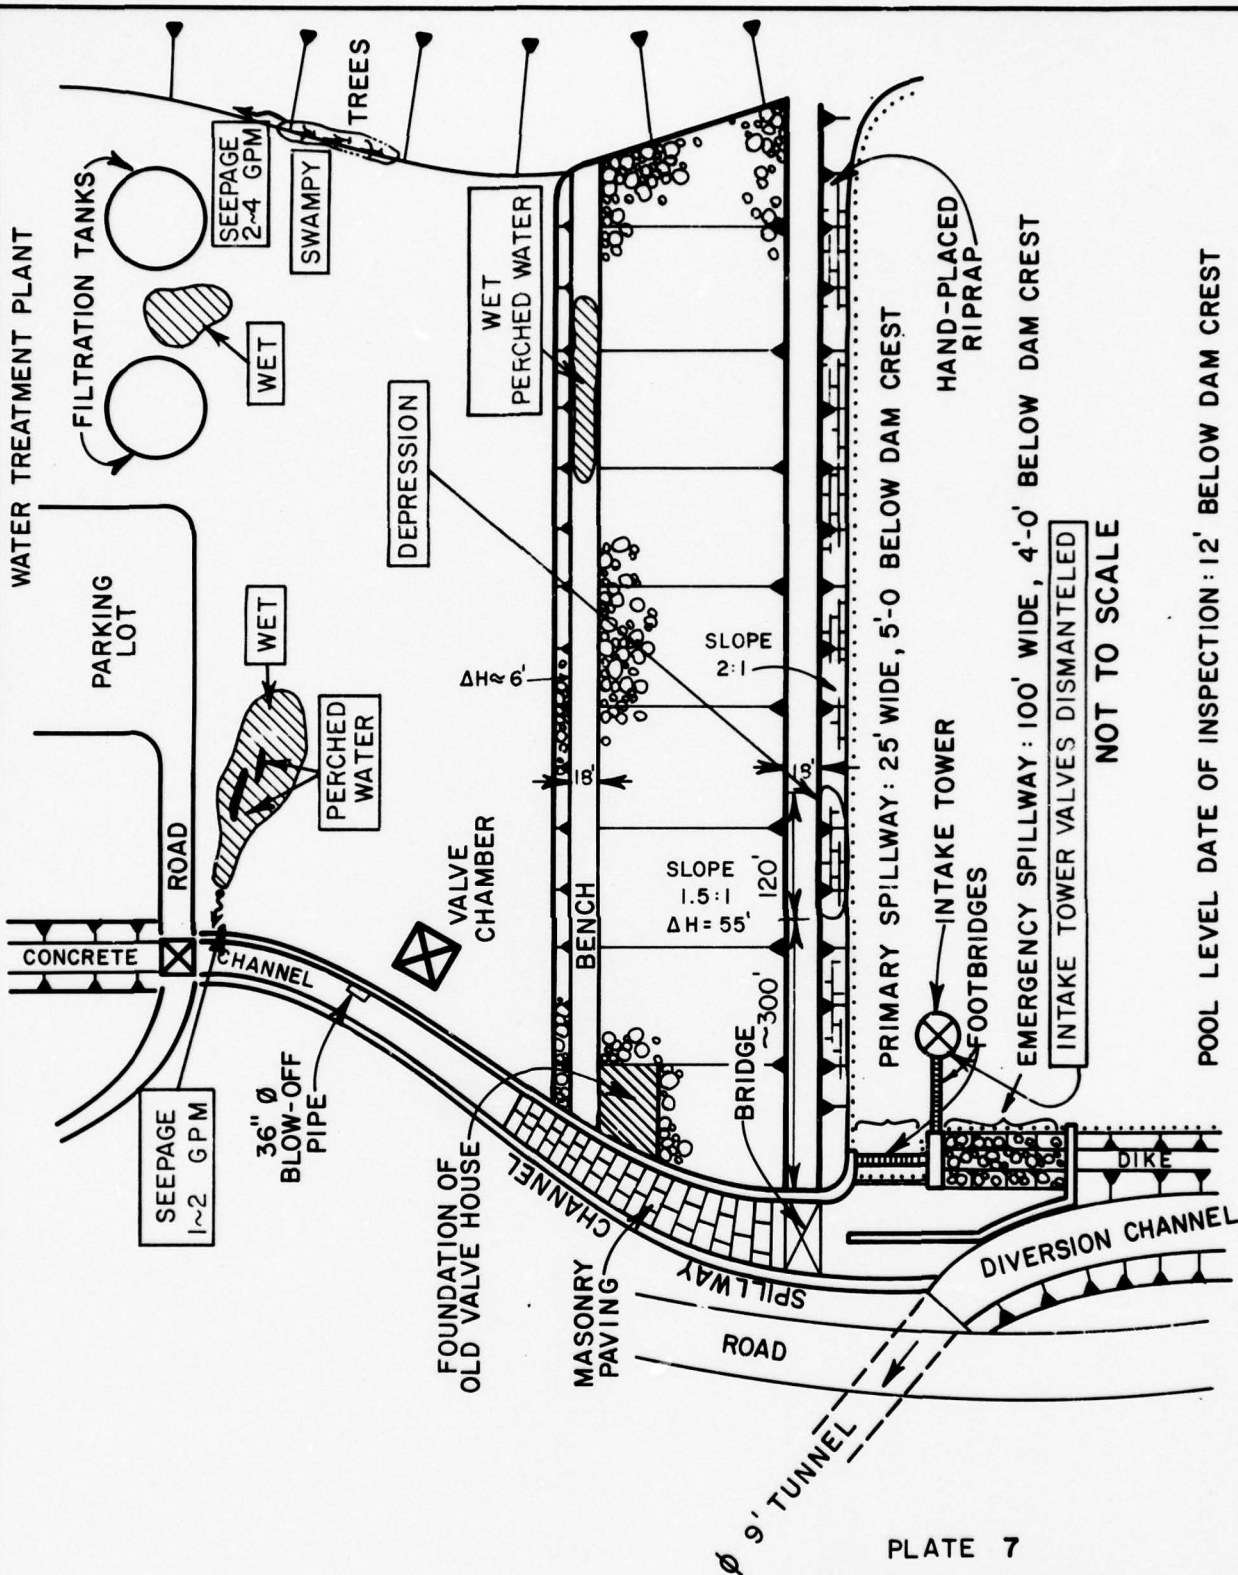 WATER TREATMENT PLANT
FILTRATION TANKS
PARKING
LOT
WET
SEEPAGE
2~4 GPM
SWAMPY
TREES
WET
PERCHED
WATER
ROAD
CONCRETE
CHANNEL
SEEPAGE
1~2 GPM
36" Ø
BLOW-OFF
PIPE
VALVE
CHAMBER
DEPRESSION
WET
PERCHED WATER
ΔH≈6'
18'
BENCH
FOUNDATION OF
OLD VALVE HOUSE
MASONRY
PAVING
SPILLWAY
CHANNEL
BRIDGE
SLOPE
1.5:1
ΔH=55'
SLOPE
2:1
18'
120'
~300'
HAND-PLACED
RIPRAP
PRIMARY SPILLWAY: 25' WIDE, 5'-0 BELOW DAM CREST
INTAKE TOWER
FOOTBRIDGES
EMERGENCY SPILLWAY: 100' WIDE, 4'-0' BELOW DAM CREST
INTAKE TOWER VALVES DISMANTELED
NOT TO SCALE
DIKE
DIVERSION CHANNEL
ROAD
Ø 9' TUNNEL
POOL LEVEL DATE OF INSPECTION: 12' BELOW DAM CREST
PLATE 7